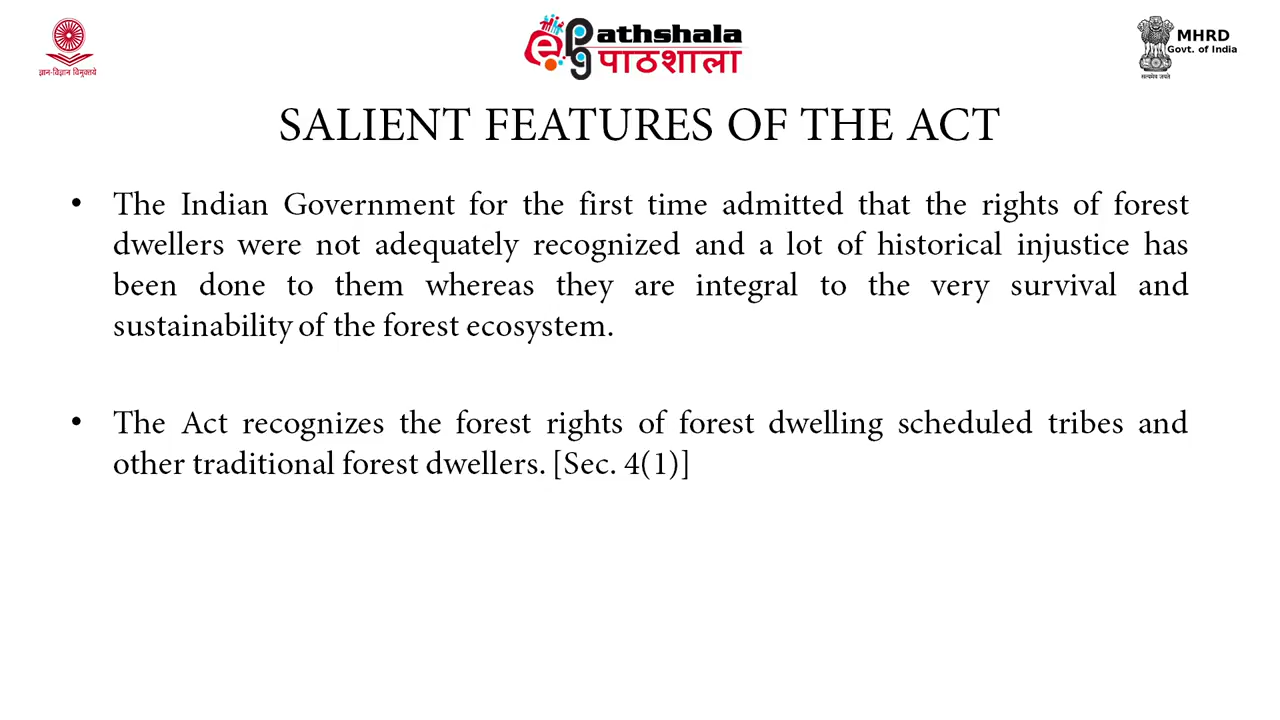 ज्ञान-विज्ञान विमुक्तये
ePg athshala
पाठशाला
MHRD
Govt. of India
सत्यमेव जयते
SALIENT FEATURES OF THE ACT
• The Indian Government for the first time admitted that the rights of forest
dwellers were not adequately recognized and a lot of historical injustice has
been done to them whereas they are integral to the very survival and
sustainability of the forest ecosystem.
• The Act recognizes the forest rights of forest dwelling scheduled tribes and
other traditional forest dwellers. [Sec. 4(1)]